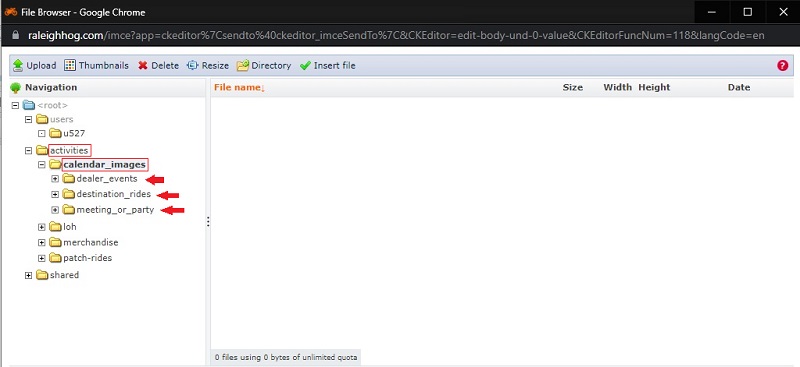 File Browser - Google Chrome
raleighhog.com/imce?app=ckeditor%7Csendto%40ckeditor_imceSendTo%7C&CKEditor=edit-body-und-0-value&CKEditorFuncNum=118&langCode=en
Upload Thumbnails Delete Resize Directory Insert file ?
Navigation File name↓ Size Width Height Date
<root>
users
u527
activities
calendar_images
dealer_events
destination_rides
meeting_or_party
loh
merchandise
patch-rides
shared
0 files using 0 bytes of unlimited quota